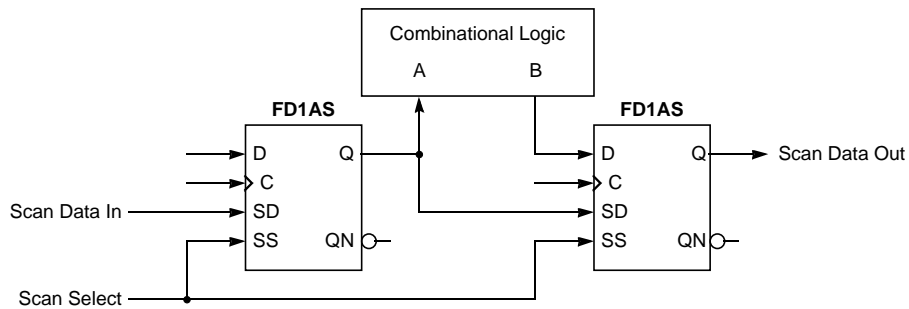 Combinational Logic
A B
FD1AS
FD1AS
D Q
C
SD
SS QN
D Q
C
SD
SS QN
Scan Data In
Scan Select
Scan Data Out